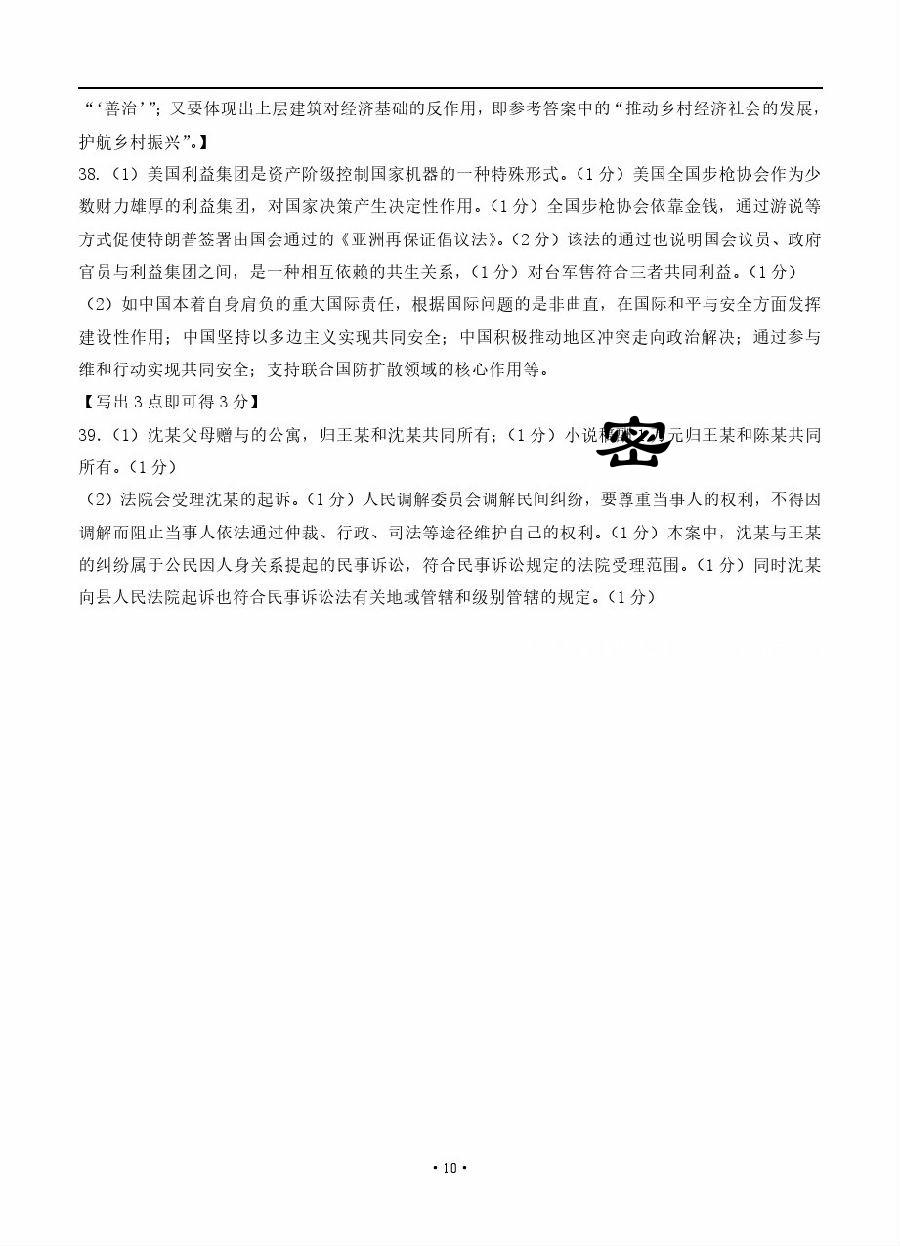 “‘善治’”；又要体现出上层建筑对经济基础的反作用，即参考答案中的“推动乡村经济社会的发展，
护航乡村振兴”。】
38.（1）美国利益集团是资产阶级控制国家机器的一种特殊形式。（1 分）美国全国步枪协会作为少
数财力雄厚的利益集团，对国家决策产生决定性作用。（1 分）全国步枪协会依靠金钱，通过游说等
方式促使特朗普签署由国会通过的《亚洲再保证倡议法》。（2 分）该法的通过也说明国会议员、政府
官员与利益集团之间，是一种相互依赖的共生关系，（1 分）对台军售符合三者共同利益。（1 分）
（2）如中国本着自身肩负的重大国际责任，根据国际问题的是非曲直，在国际和平与安全方面发挥
建设性作用；中国坚持以多边主义实现共同安全；中国积极推动地区冲突走向政治解决；通过参与
维和行动实现共同安全；支持联合国防扩散领域的核心作用等。
【写出 3 点即可得 3 分】
39.（1）沈某父母赠与的公寓，归王某和沈某共同所有；（1 分）小说 元归王某和陈某共同
密
所有。（1 分）
（2）法院会受理沈某的起诉。（1 分）人民调解委员会调解民间纠纷，要尊重当事人的权利，不得因
调解而阻止当事人依法通过仲裁、行政、司法等途径维护自己的权利。（1 分）本案中，沈某与王某
的纠纷属于公民因人身关系提起的民事诉讼，符合民事诉讼规定的法院受理范围。（1 分）同时沈某
向县人民法院起诉也符合民事诉讼法有关地域管辖和级别管辖的规定。（1 分）
· 10 ·